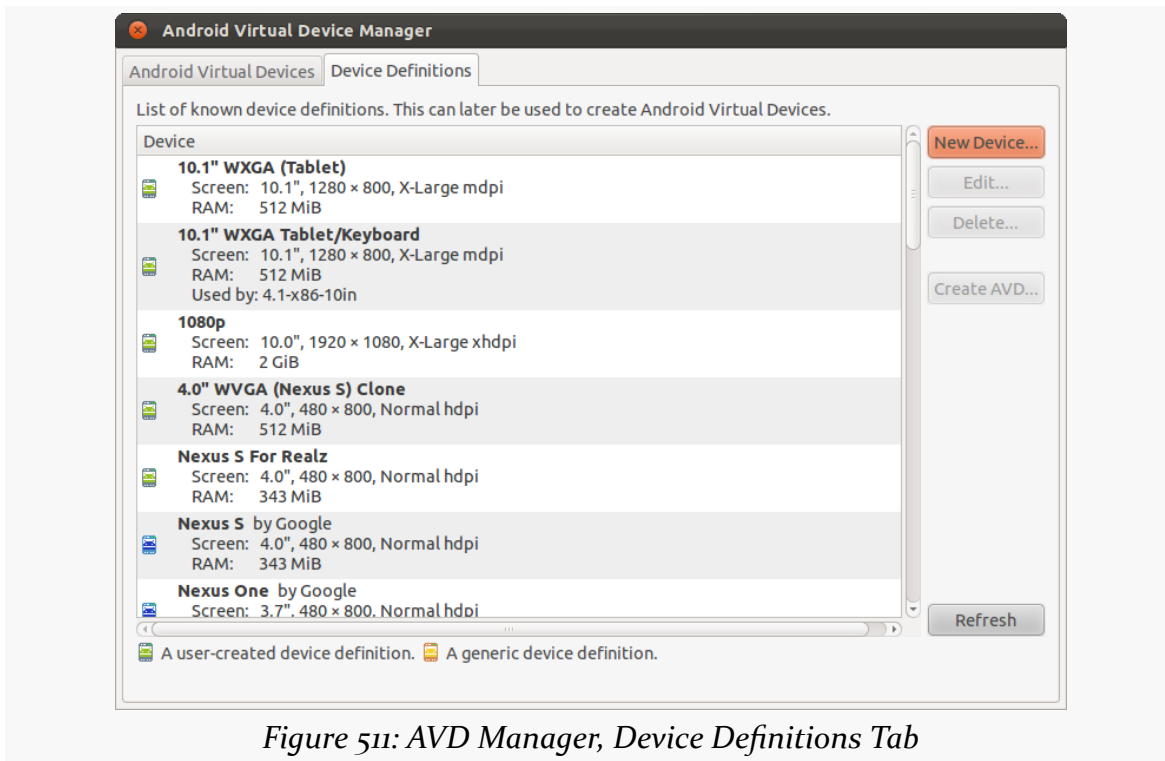 Android Virtual Device Manager
Android Virtual Devices
Device Definitions
List of known device definitions. This can later be used to create Android Virtual Devices.
Device
10.1" WXGA (Tablet)
Screen: 10.1", 1280 × 800, X-Large mdpi
RAM: 512 MiB
10.1" WXGA Tablet/Keyboard
Screen: 10.1", 1280 × 800, X-Large mdpi
RAM: 512 MiB
Used by: 4.1-x86-10in
1080p
Screen: 10.0", 1920 × 1080, X-Large xhdpi
RAM: 2 GiB
4.0" WVGA (Nexus S) Clone
Screen: 4.0", 480 × 800, Normal hdpi
RAM: 512 MiB
Nexus S For Realz
Screen: 4.0", 480 × 800, Normal hdpi
RAM: 343 MiB
Nexus S by Google
Screen: 4.0", 480 × 800, Normal hdpi
RAM: 343 MiB
Nexus One by Google
Screen: 3.7", 480 × 800, Normal hdpi
New Device...
Edit...
Delete...
Create AVD...
Refresh
A user-created device definition. A generic device definition.
Figure 511: AVD Manager, Device Definitions Tab